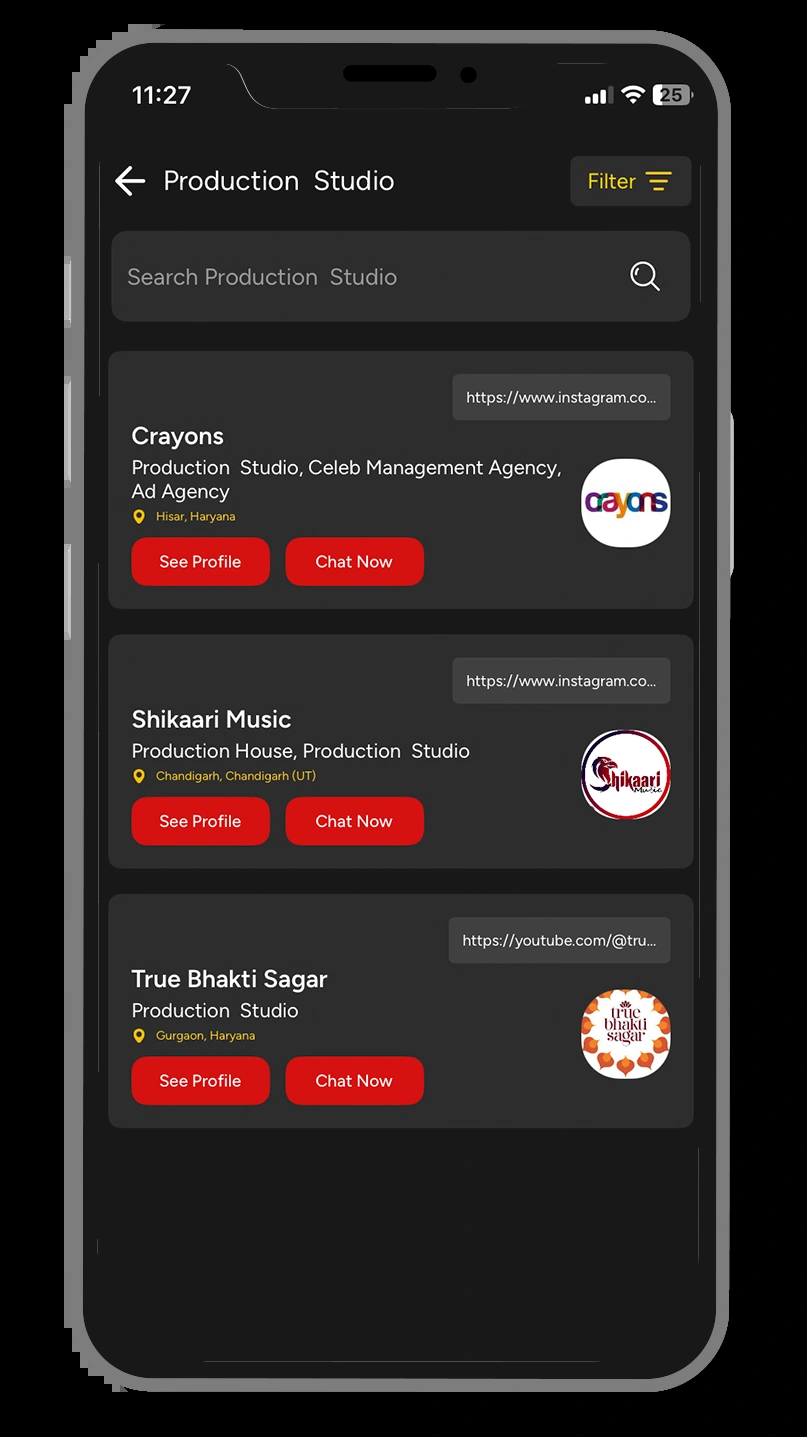 11:27
25
Production  Studio
Filter
Search Production  Studio
https://www.instagram.co...
Crayons
Production  Studio, Celeb Management Agency,
Ad Agency
crayons
Hisar, Haryana
See Profile
Chat Now
https://www.instagram.co...
Shikaari Music
Production House, Production  Studio
Shikaari
Music
Chandigarh, Chandigarh (UT)
See Profile
Chat Now
https://youtube.com/@tru...
True Bhakti Sagar
Production  Studio
true
bhakti
sagar
Gurgaon, Haryana
See Profile
Chat Now